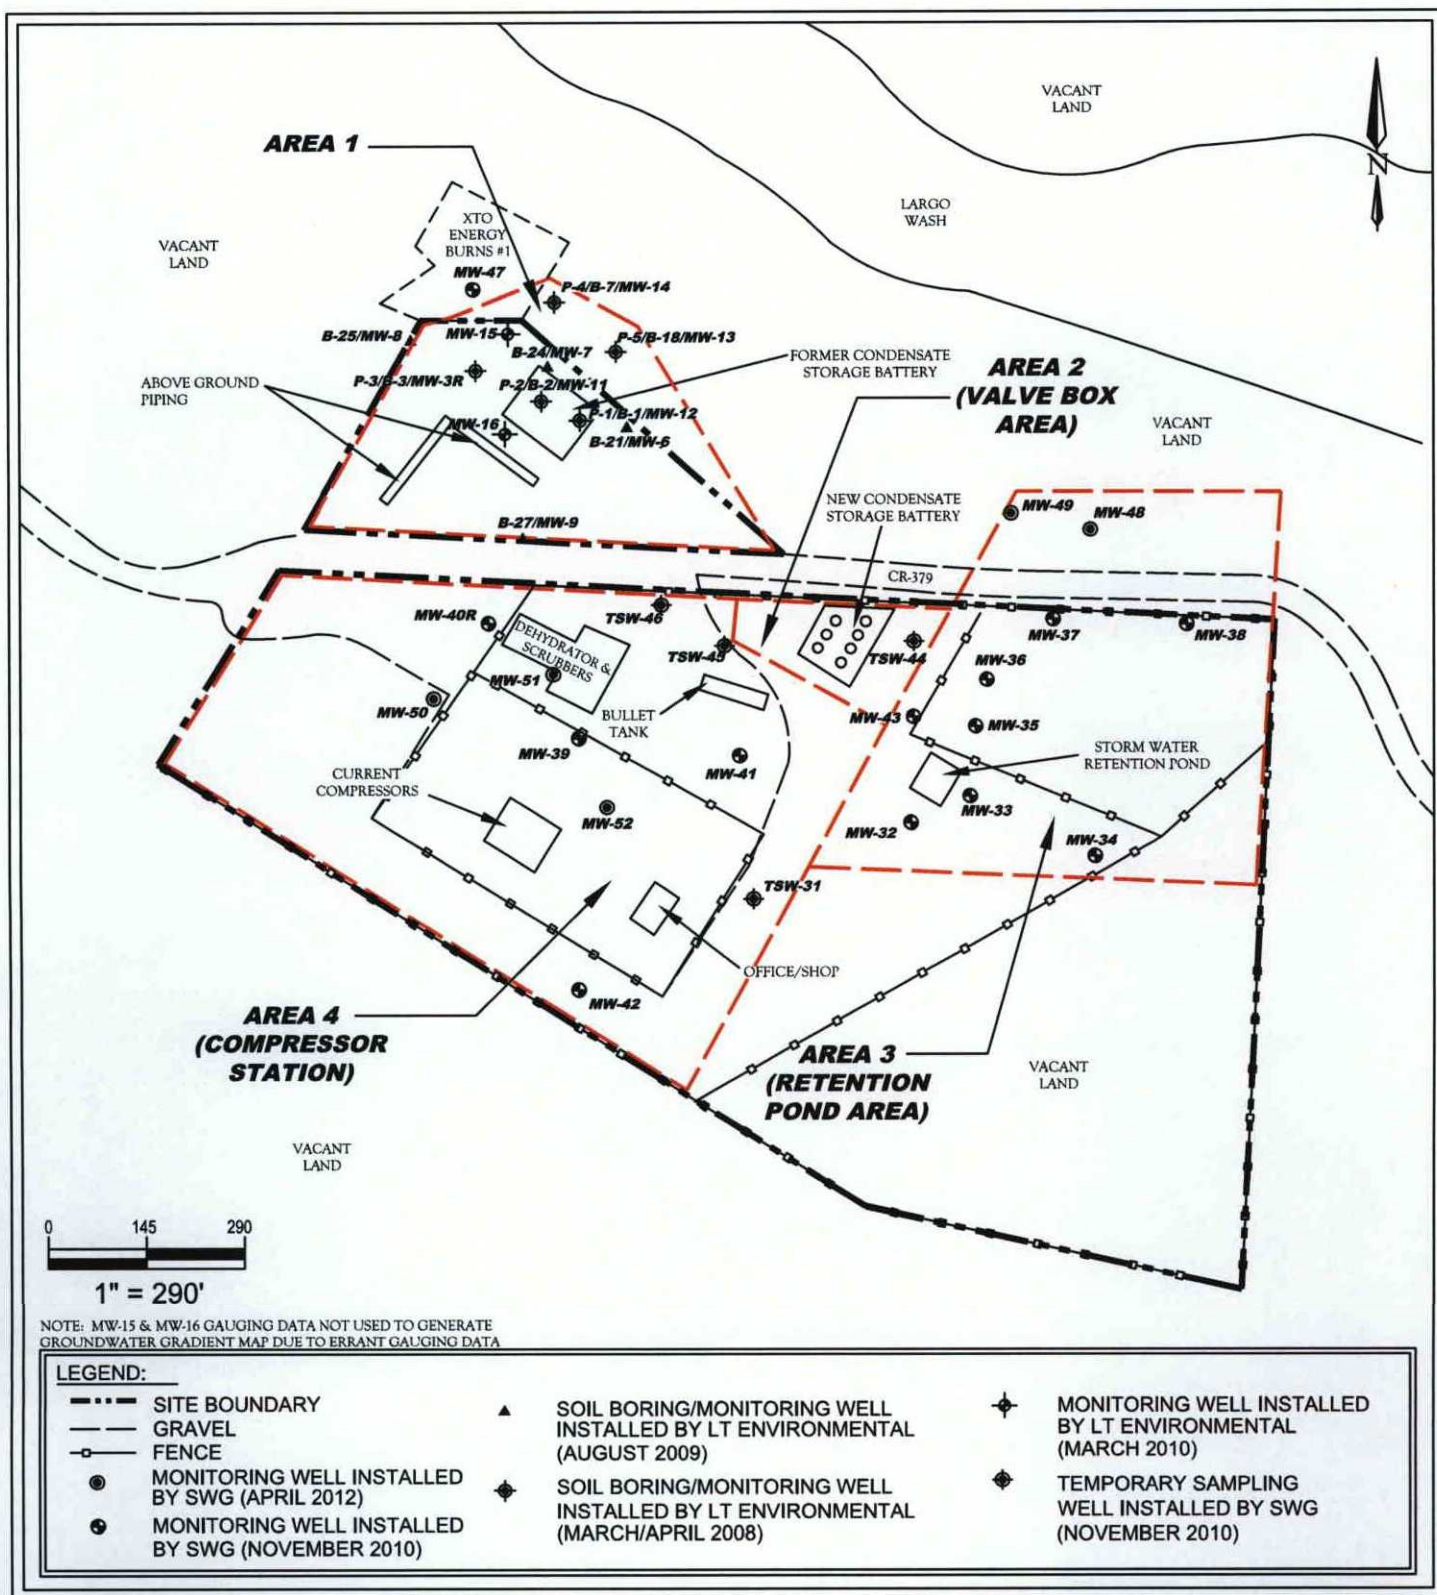 VACANT
LAND
N
AREA 1
LARGO
WASH
XTO
ENERGY
BURNS #1
VACANT
LAND
MW-47
P-4/B-7/MW-14
B-25/MW-8
MW-15
P-5/B-18/MW-13
B-24/MW-7
FORMER CONDENSATE
STORAGE BATTERY
AREA 2
(VALVE BOX
AREA)
ABOVE GROUND
PIPING
P-3/B-3/MW-3R
P-2/B-2/MW-11
P-1/B-1/MW-12
MW-16
B-21/MW-6
VACANT
LAND
NEW CONDENSATE
STORAGE BATTERY
MW-49
MW-48
B-27/MW-9
CR-379
MW-40R
TSW-46
MW-37
MW-38
DEHYDRATOR &
SCRUBBERS
TSW-45
TSW-44
MW-36
MW-51
MW-50
BULLET
TANK
MW-43
MW-35
MW-39
MW-41
STORM WATER
RETENTION POND
CURRENT
COMPRESSORS
MW-52
MW-33
MW-32
MW-34
TSW-31
OFFICE/SHOP
MW-42
AREA 4
(COMPRESSOR
STATION)
AREA 3
(RETENTION
POND AREA)
VACANT
LAND
VACANT
LAND
0 145 290
1" = 290'
NOTE: MW-15 & MW-16 GAUGING DATA NOT USED TO GENERATE
GROUNDWATER GRADIENT MAP DUE TO ERRANT GAUGING DATA
LEGEND:
SITE BOUNDARY
GRAVEL
FENCE
MONITORING WELL INSTALLED
BY SWG (APRIL 2012)
MONITORING WELL INSTALLED
BY SWG (NOVEMBER 2010)
SOIL BORING/MONITORING WELL
INSTALLED BY LT ENVIRONMENTAL
(AUGUST 2009)
SOIL BORING/MONITORING WELL
INSTALLED BY LT ENVIRONMENTAL
(MARCH/APRIL 2008)
MONITORING WELL INSTALLED
BY LT ENVIRONMENTAL
(MARCH 2010)
TEMPORARY SAMPLING
WELL INSTALLED BY SWG
(NOVEMBER 2010)